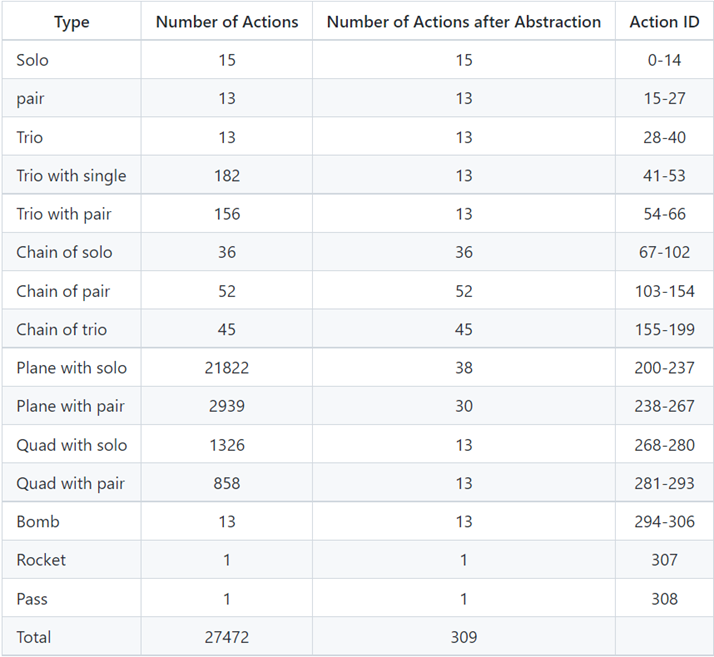 Type Number of Actions Number of Actions after Abstraction Action ID
Solo 15 15 0-14
pair 13 13 15-27
Trio 13 13 28-40
Trio with single 182 13 41-53
Trio with pair 156 13 54-66
Chain of solo 36 36 67-102
Chain of pair 52 52 103-154
Chain of trio 45 45 155-199
Plane with solo 21822 38 200-237
Plane with pair 2939 30 238-267
Quad with solo 1326 13 268-280
Quad with pair 858 13 281-293
Bomb 13 13 294-306
Rocket 1 1 307
Pass 1 1 308
Total 27472 309